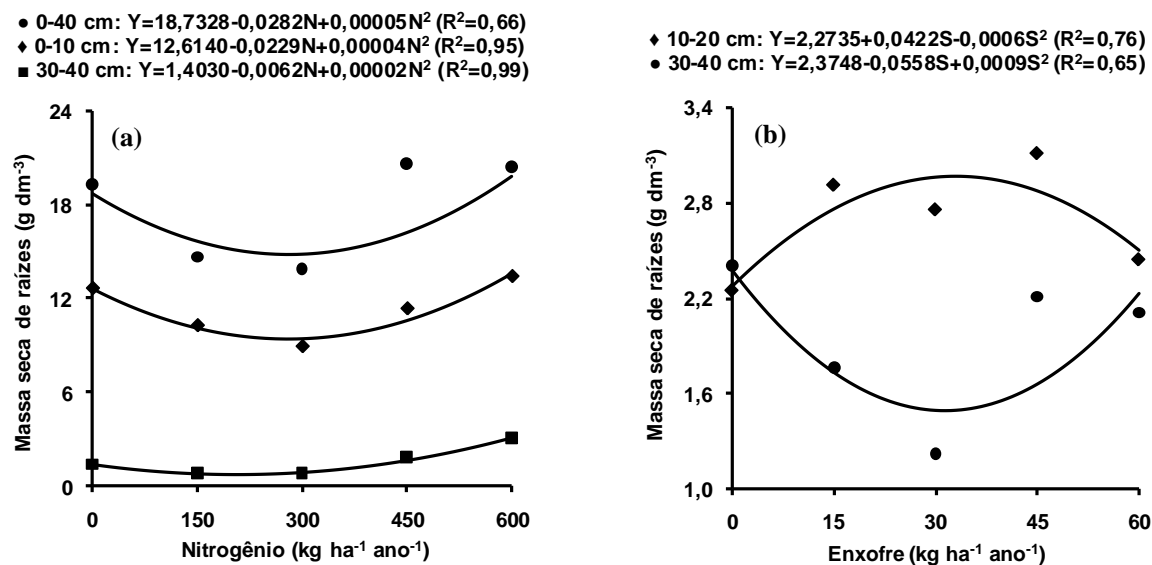 ● 0-40 cm: Y=18,7328-0,0282N+0,00005N² (R²=0,66)
♦ 0-10 cm: Y=12,6140-0,0229N+0,00004N² (R²=0,95)
■ 30-40 cm: Y=1,4030-0,0062N+0,00002N² (R²=0,99)
(a)
Massa seca de raízes (g dm⁻³)
24
18
12
6
0
0 150 300 450 600
Nitrogênio (kg ha⁻¹ ano⁻¹)
♦ 10-20 cm: Y=2,2735+0,0422S-0,0006S² (R²=0,76)
● 30-40 cm: Y=2,3748-0,0558S+0,0009S² (R²=0,65)
(b)
Massa seca de raízes (g dm⁻³)
3,4
2,8
2,2
1,6
1,0
0 15 30 45 60
Enxofre (kg ha⁻¹ ano⁻¹)